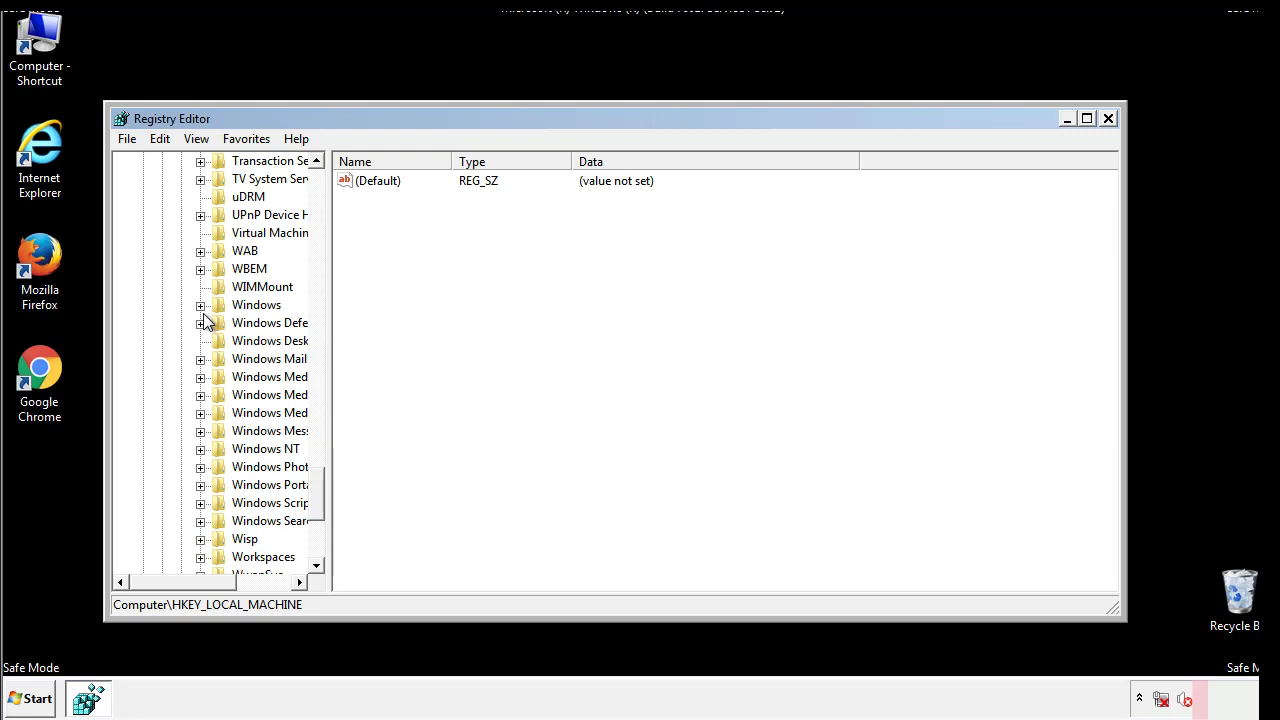 Computer -
Shortcut
Internet
Explorer
Mozilla
Firefox
Google
Chrome
Registry Editor
File Edit View Favorites Help
Transaction Se
TV System Serv
uDRM
UPnP Device H
Virtual Machin
WAB
WBEM
WIMMount
Windows
Windows Defe
Windows Desk
Windows Mail
Windows Med
Windows Med
Windows Med
Windows Mes
Windows NT
Windows Phot
Windows Porta
Windows Scrip
Windows Sear
Wisp
Workspaces
Name Type Data
ab (Default) REG_SZ (value not set)
Computer\HKEY_LOCAL_MACHINE
Recycle B
Safe Mode
Safe M
Start